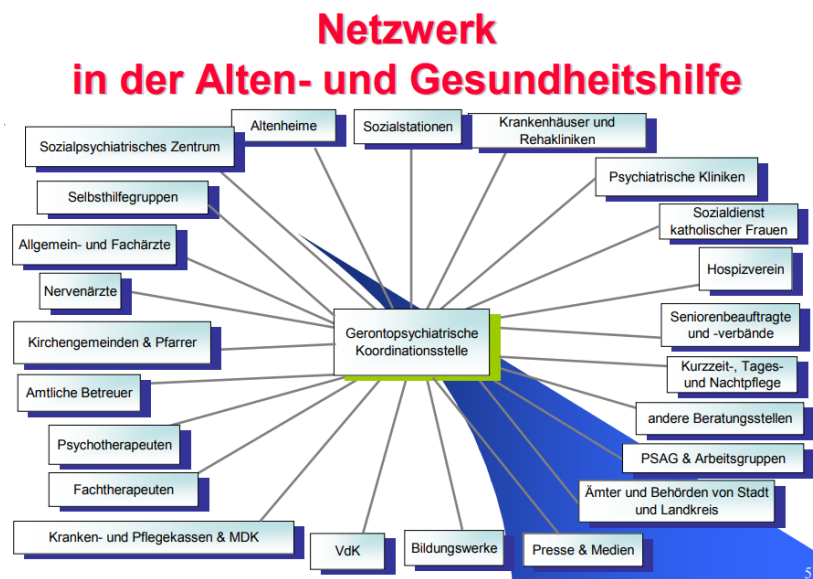 Netzwerk
in der Alten- und Gesundheitshilfe
Altenheime
Sozialstationen
Krankenhäuser und
Rehakliniken
Sozialpsychiatrisches Zentrum
Psychiatrische Kliniken
Selbsthilfegruppen
Sozialdienst
katholischer Frauen
Allgemein- und Fachärzte
Hospizverein
Nervenärzte
Seniorenbeauftragte
und -verbände
Gerontopsychiatrische
Koordinationsstelle
Kirchengemeinden & Pfarrer
Kurzzeit-, Tages-
und Nachtpflege
Amtliche Betreuer
andere Beratungsstellen
Psychotherapeuten
PSAG & Arbeitsgruppen
Fachtherapeuten
Ämter und Behörden von Stadt
und Landkreis
Kranken- und Pflegekassen & MDK
VdK
Bildungswerke
Presse & Medien
5